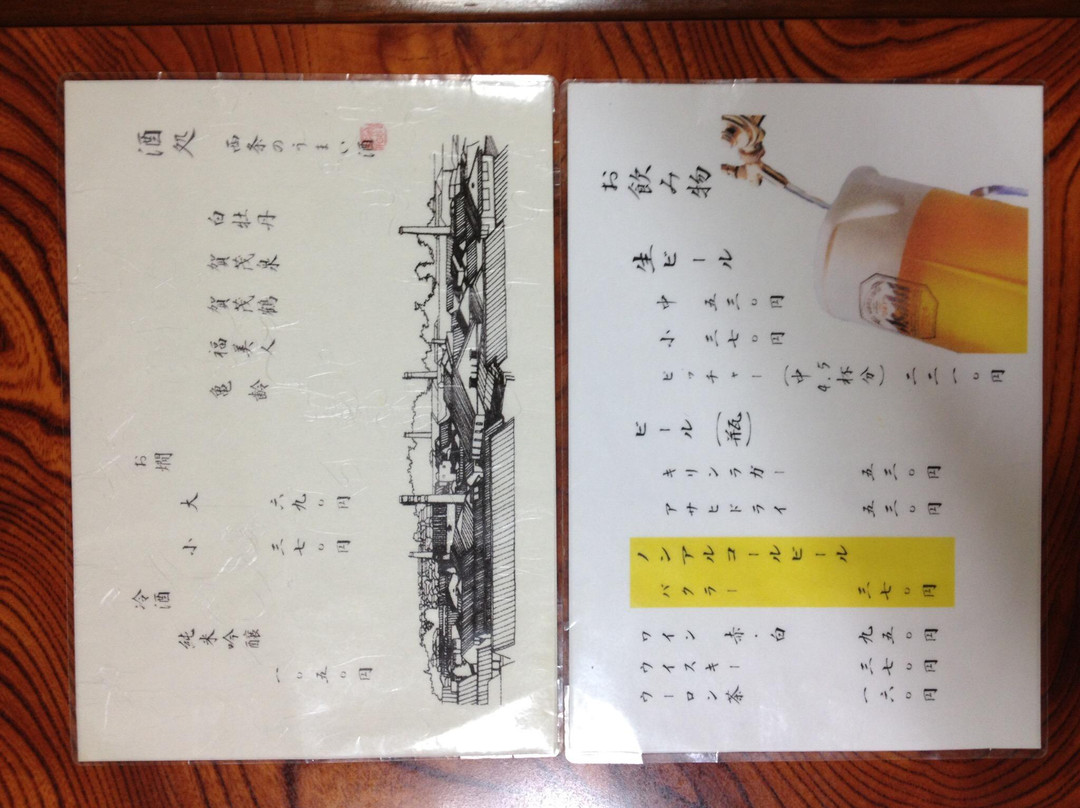 お飲み物
生ビール
中 五三〇円
小 三七〇円
ピッチャー(中4.5杯分) 二二一〇円
ビール(瓶)
キリンラガー 五三〇円
アサヒドライ 五三〇円
ノンアルコールビール
バクラー 三七〇円
ワイン 赤・白 九五〇円
ウイスキー 三七〇円
ウーロン茶 一六〇円
酒処
西条のうまい酒
白牡丹
賀茂泉
賀茂鶴
福美人
亀齢
お燗
大 六九〇円
小 三七〇円
冷酒
純米吟醸
一〇五〇円